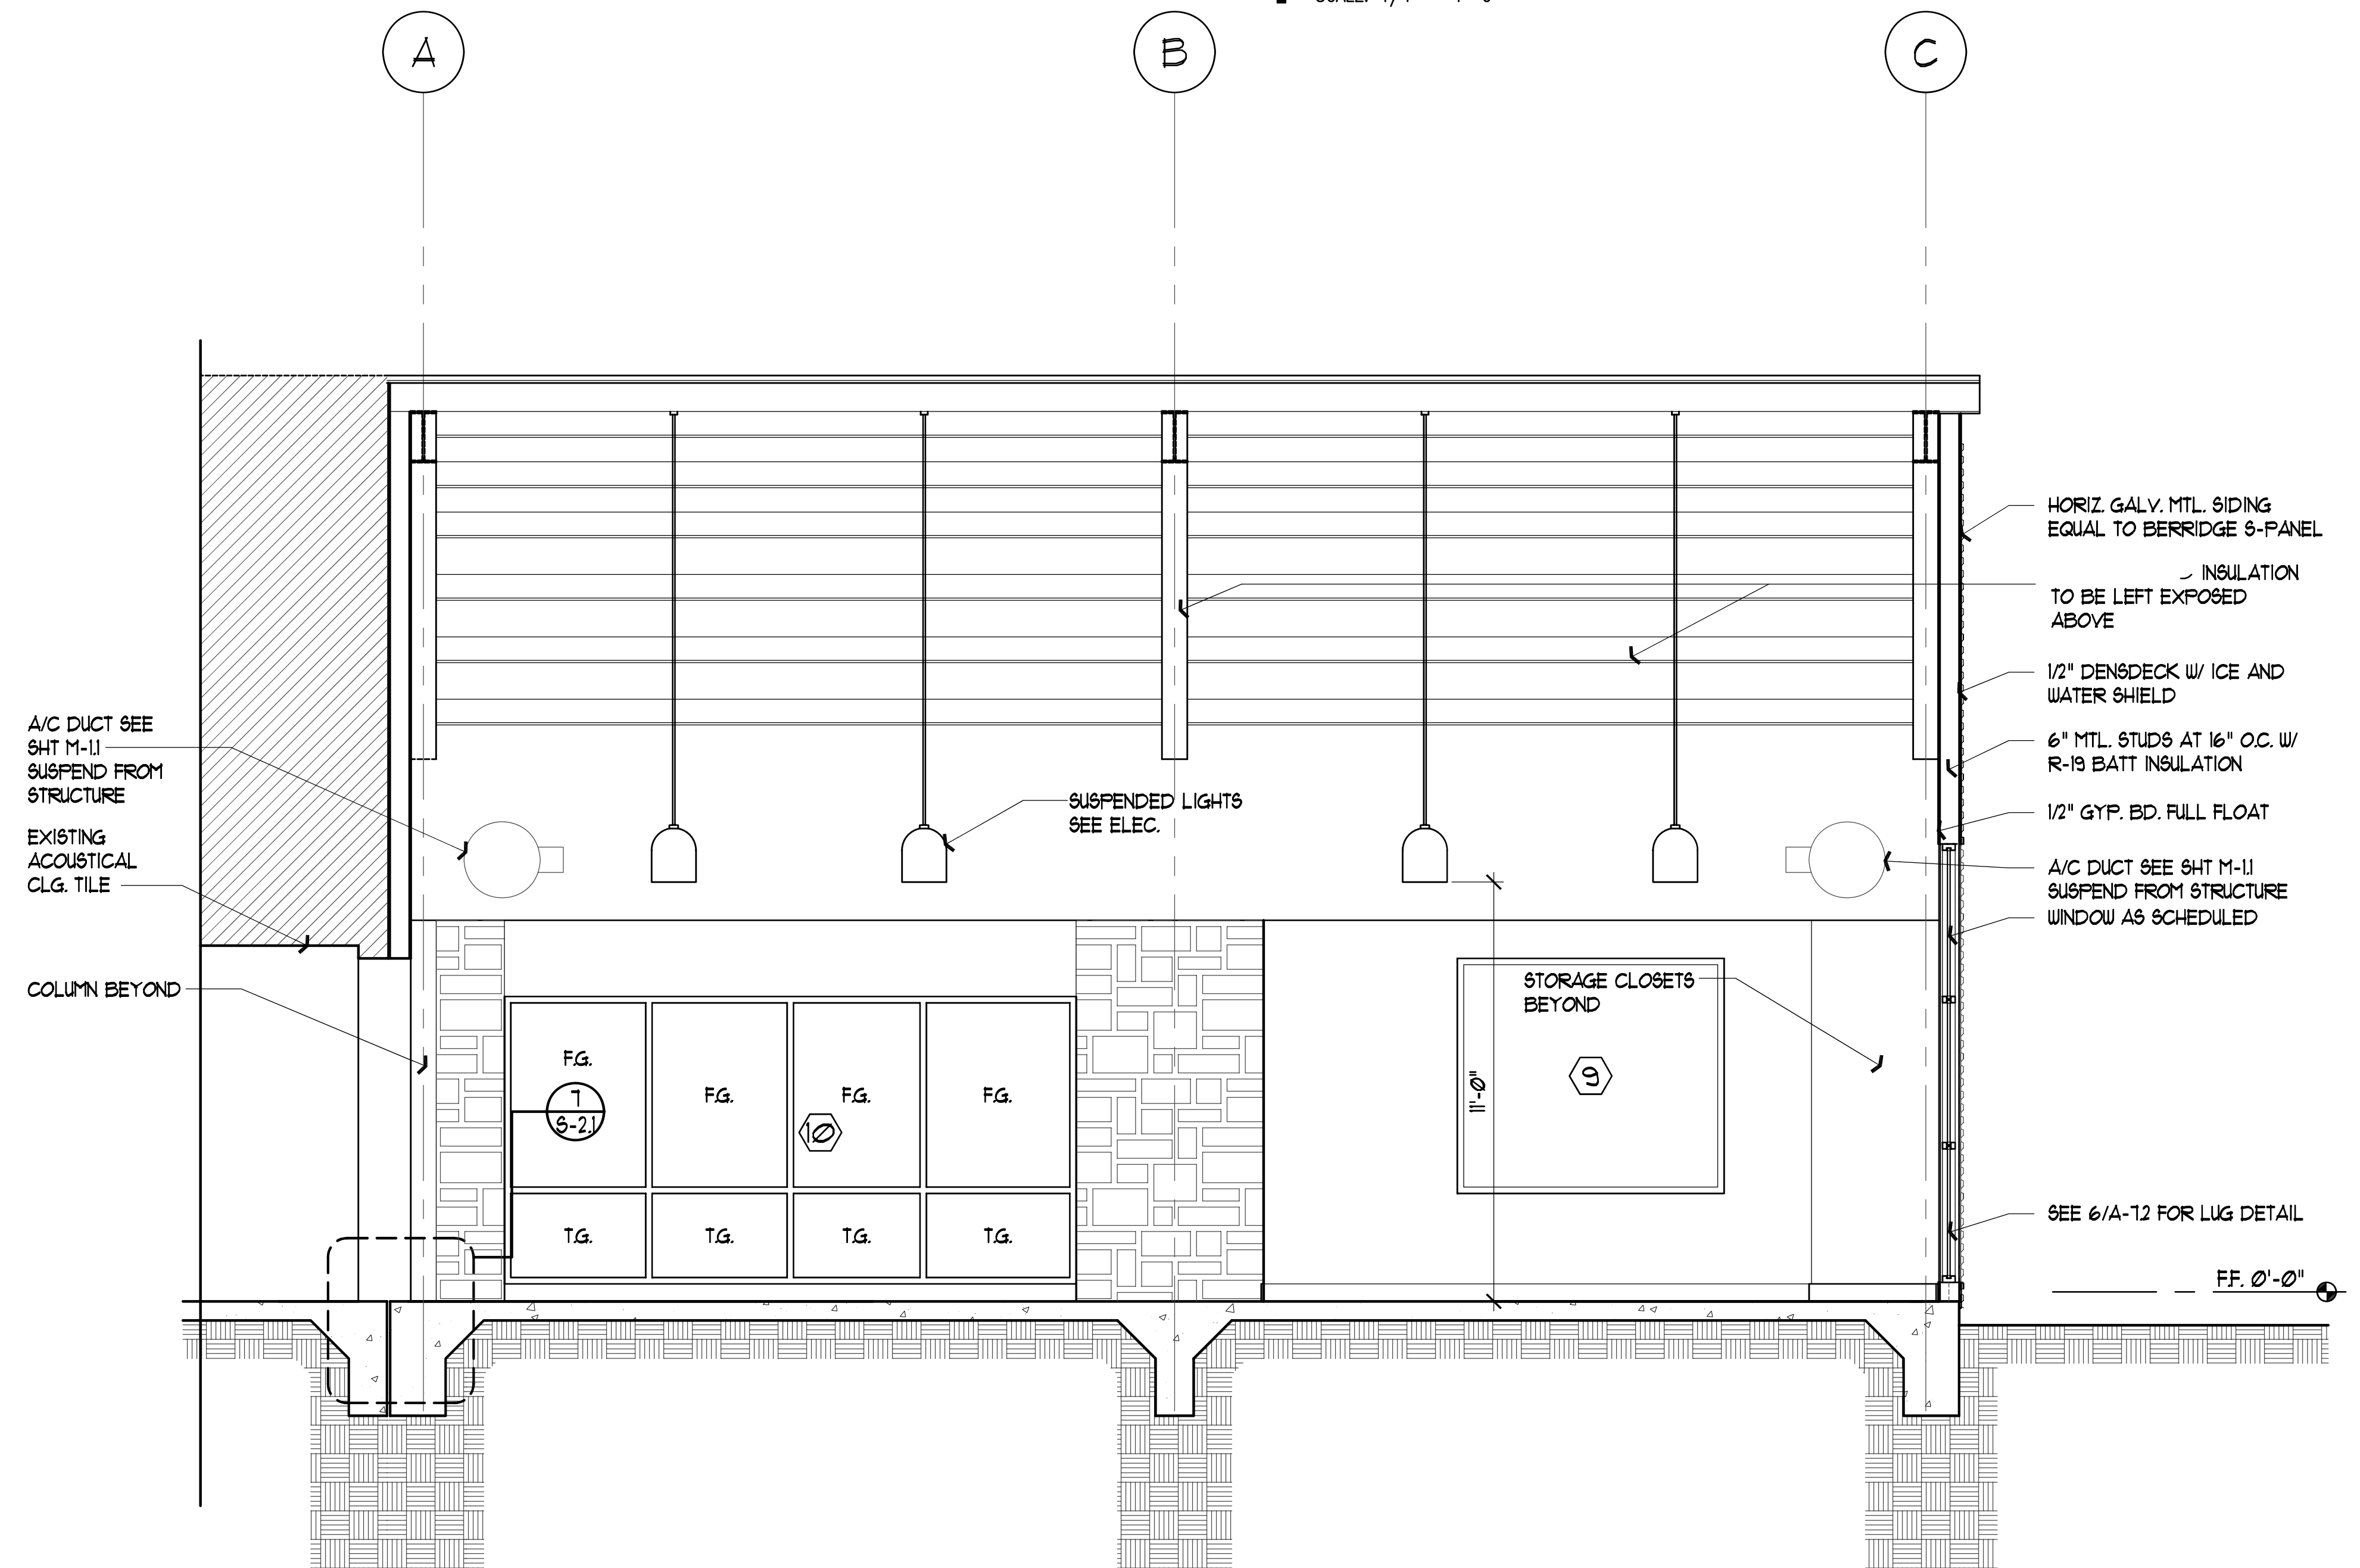 A
B
C
HORIZ. GALV. MTL. SIDING
EQUAL TO BERRIDGE S-PANEL
INSULATION
TO BE LEFT EXPOSED
ABOVE
1/2" DENSDECK W/ ICE AND
WATER SHIELD
6" MTL. STUDS AT 16" O.C. W/
R-19 BATT INSULATION
1/2" GYP. BD. FULL FLOAT
A/C DUCT SEE SHT M-1.1
SUSPEND FROM STRUCTURE
WINDOW AS SCHEDULED
SEE 6/A-7.2 FOR LUG DETAIL
F.F. 0'-0"
A/C DUCT SEE
SHT M-1.1
SUSPEND FROM
STRUCTURE
EXISTING
ACOUSTICAL
CLG. TILE
COLUMN BEYOND
SUSPENDED LIGHTS
SEE ELEC.
STORAGE CLOSETS
BEYOND
11'-0"
9
F.G.
F.G.
F.G.
F.G.
7
S-2.1
10
T.G.
T.G.
T.G.
T.G.